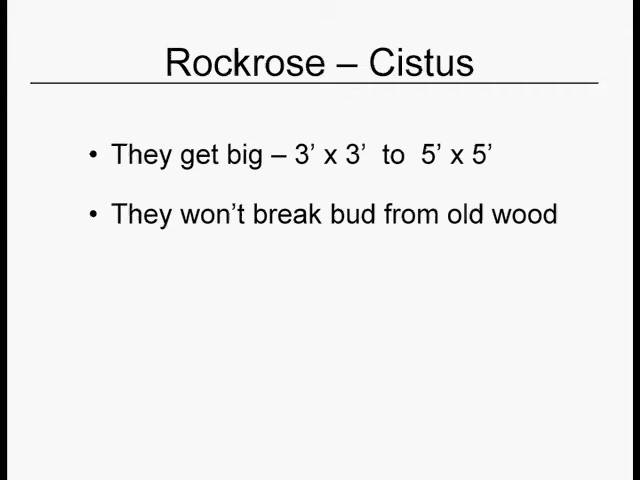 Rockrose – Cistus
• They get big – 3’ x 3’  to  5’ x 5’
• They won’t break bud from old wood